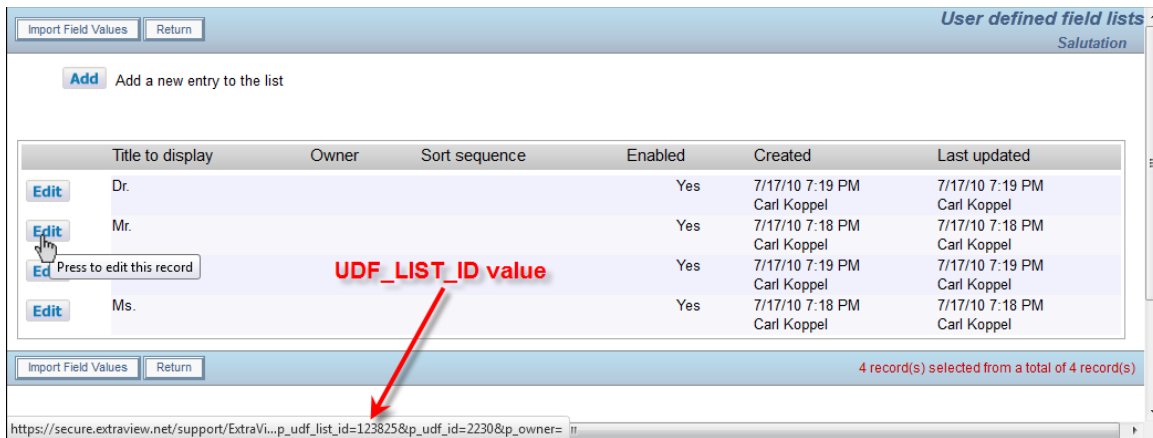 Import Field Values Return User defined field lists
Salutation
Add Add a new entry to the list
Title to display Owner Sort sequence Enabled Created Last updated
Edit Dr. Yes 7/17/10 7:19 PM 7/17/10 7:19 PM
Carl Koppel Carl Koppel
Edit Mr. Yes 7/17/10 7:18 PM 7/17/10 7:18 PM
Carl Koppel Carl Koppel
Ed Press to edit this record UDF_LIST_ID value Yes 7/17/10 7:18 PM 7/17/10 7:18 PM
Carl Koppel Carl Koppel
Edit Ms. Yes 7/17/10 7:18 PM 7/17/10 7:18 PM
Carl Koppel Carl Koppel
Import Field Values Return 4 record(s) selected from a total of 4 record(s)
https://secure.extraview.net/support/ExtraVi...p_udf_list_id=123825&p_udf_id=2230&p_owner=